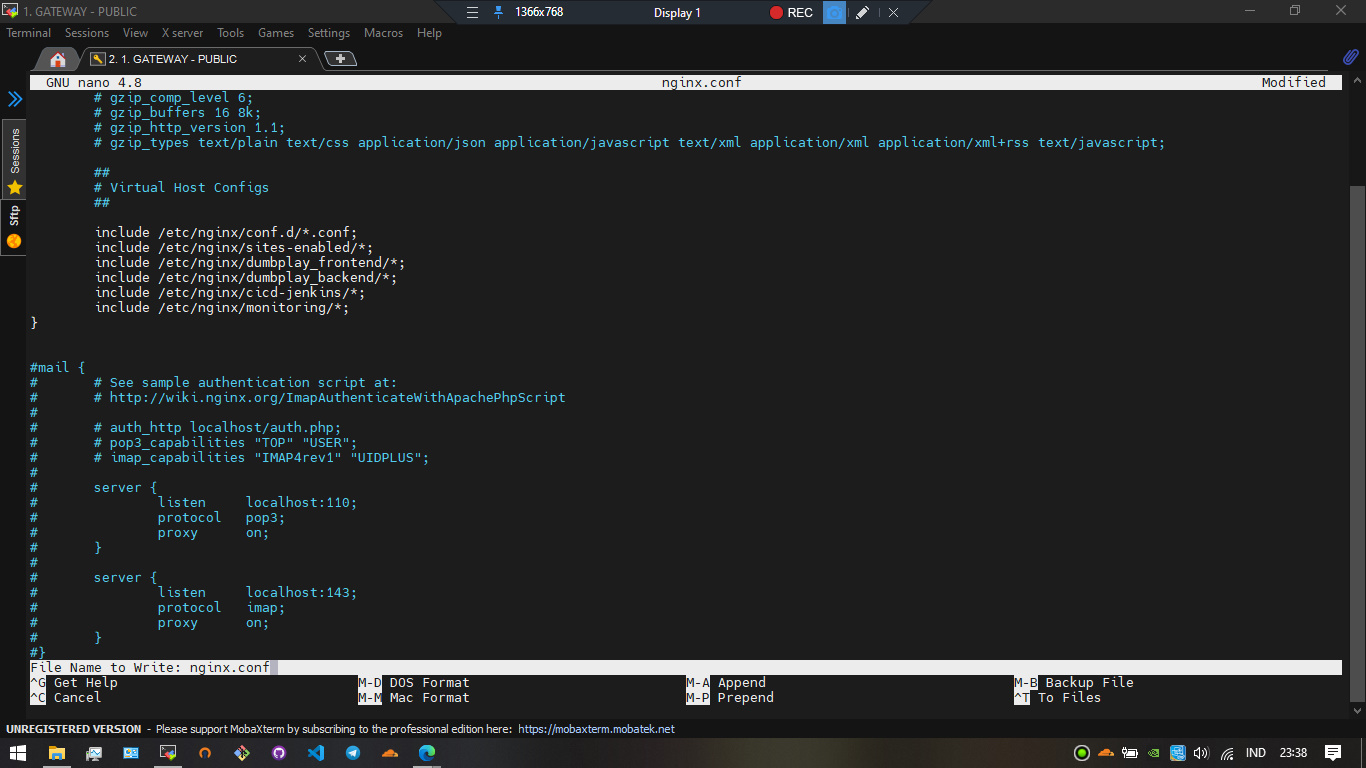 1. GATEWAY - PUBLIC
1366x768
Display 1
REC
Terminal Sessions View X server Tools Games Settings Macros Help
2. 1. GATEWAY - PUBLIC
GNU nano 4.8 nginx.conf Modified
# gzip_comp_level 6;
# gzip_buffers 16 8k;
# gzip_http_version 1.1;
# gzip_types text/plain text/css application/json application/javascript text/xml application/xml application/xml+rss text/javascript;
##
# Virtual Host Configs
##
include /etc/nginx/conf.d/*.conf;
include /etc/nginx/sites-enabled/*;
include /etc/nginx/dumbplay_frontend/*;
include /etc/nginx/dumbplay_backend/*;
include /etc/nginx/cicd-jenkins/*;
include /etc/nginx/monitoring/*;
}
#mail {
# # See sample authentication script at:
# # http://wiki.nginx.org/ImapAuthenticateWithApachePhpScript
#
# # auth_http localhost/auth.php;
# # pop3_capabilities "TOP" "USER";
# # imap_capabilities "IMAP4rev1" "UIDPLUS";
#
# server {
# listen localhost:110;
# protocol pop3;
# proxy on;
# }
#
# server {
# listen localhost:143;
# protocol imap;
# proxy on;
# }
#}
File Name to Write: nginx.conf
^G Get Help M-D DOS Format M-A Append M-B Backup File
^C Cancel M-M Mac Format M-P Prepend ^T To Files
Sessions
Sftp
UNREGISTERED VERSION - Please support MobaXterm by subscribing to the professional edition here: https://mobaxterm.mobatek.net
IND 23:38